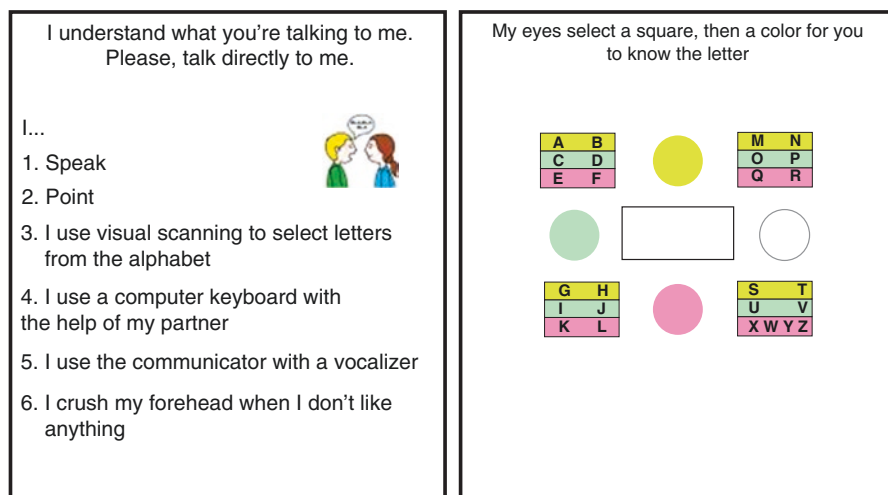 I understand what you're talking to me.
Please, talk directly to me.
I...
1. Speak
2. Point
3. I use visual scanning to select letters
from the alphabet
4. I use a computer keyboard with
the help of my partner
5. I use the communicator with a vocalizer
6. I crush my forehead when I don't like
anything
My eyes select a square, then a color for you
to know the letter
A B
C D
E F
M N
O P
Q R
G H
I J
K L
S T
U V
X W Y Z